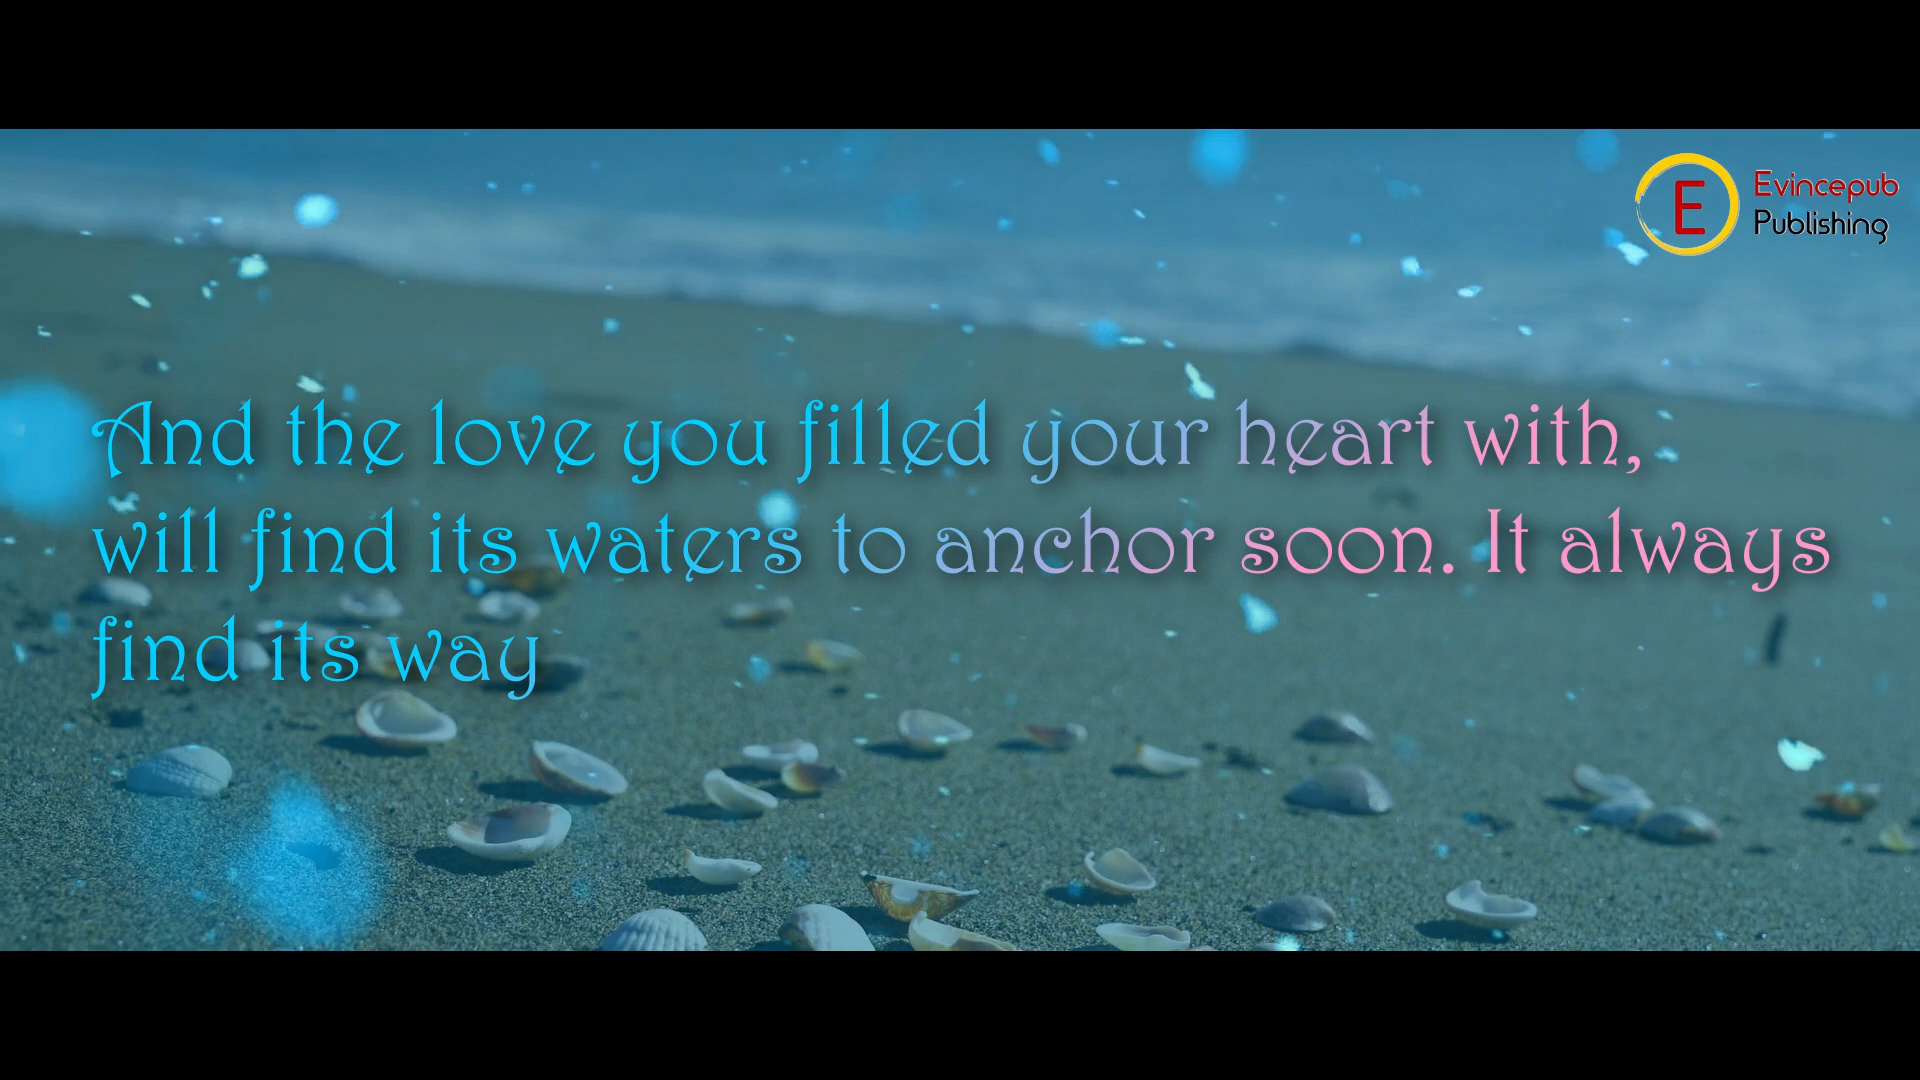 E
Evincepub
Publishing
And the love you filled your heart with,
will find its waters to anchor soon. It always
find its way